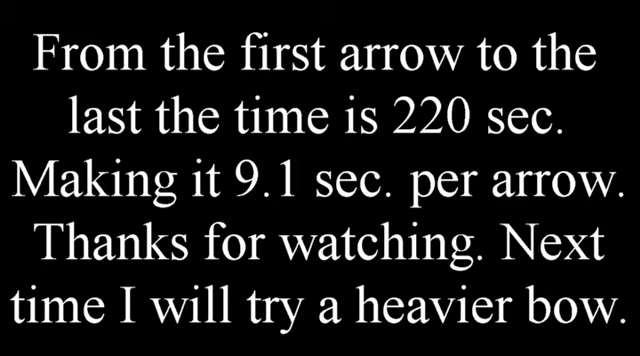 From the first arrow to the
last the time is 220 sec.
Making it 9.1 sec. per arrow.
Thanks for watching. Next
time I will try a heavier bow.